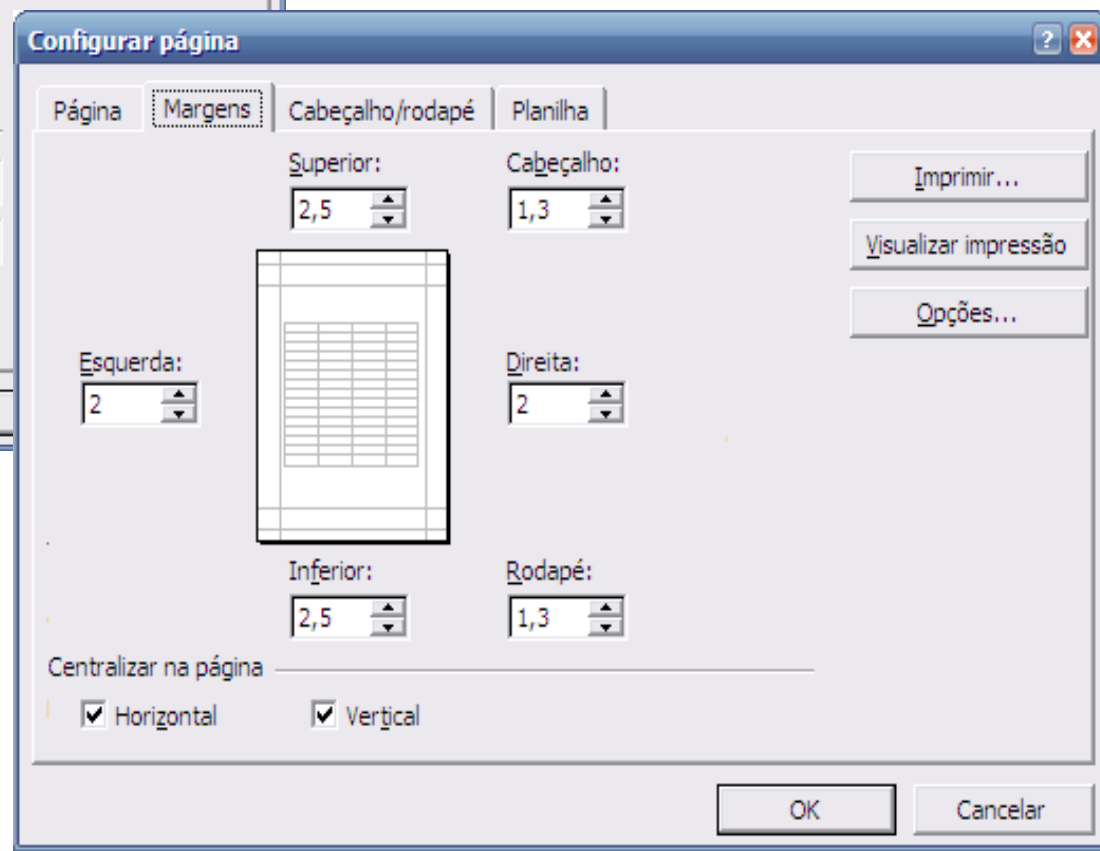 Configurar página
Página Margens Cabeçalho/rodapé Planilha
Superior: Cabeçalho: Imprimir...
2,5 1,3
Visualizar impressão
Opções...
Esquerda: Direita:
2 2
Inferior: Rodapé:
2,5 1,3
Centralizar na página
Horizontal Vertical
OK Cancelar